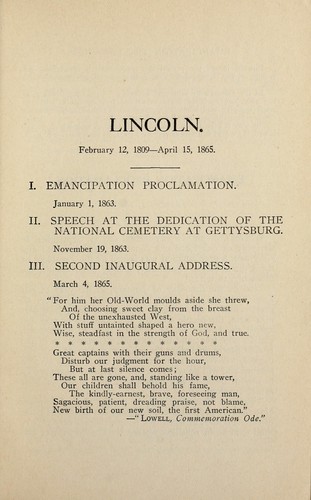 LINCOLN.
February 12, 1809—April 15, 1865.
I. EMANCIPATION PROCLAMATION.
January 1, 1863.
II. SPEECH AT THE DEDICATION OF THE
NATIONAL CEMETERY AT GETTYSBURG.
November 19, 1863.
III. SECOND INAUGURAL ADDRESS.
March 4, 1865.
"For him her Old-World moulds aside she threw,
And, choosing sweet clay from the breast
Of the unexhausted West,
With stuff untainted shaped a hero new,
Wise, steadfast in the strength of God, and true.
* * * * * * * * * * * * *
Great captains with their guns and drums,
Disturb our judgment for the hour,
But at last silence comes;
These all are gone, and, standing like a tower,
Our children shall behold his fame,
The kindly-earnest, brave, foreseeing man,
Sagacious, patient, dreading praise, not blame,
New birth of our new soil, the first American."
—"LOWELL, Commemoration Ode."